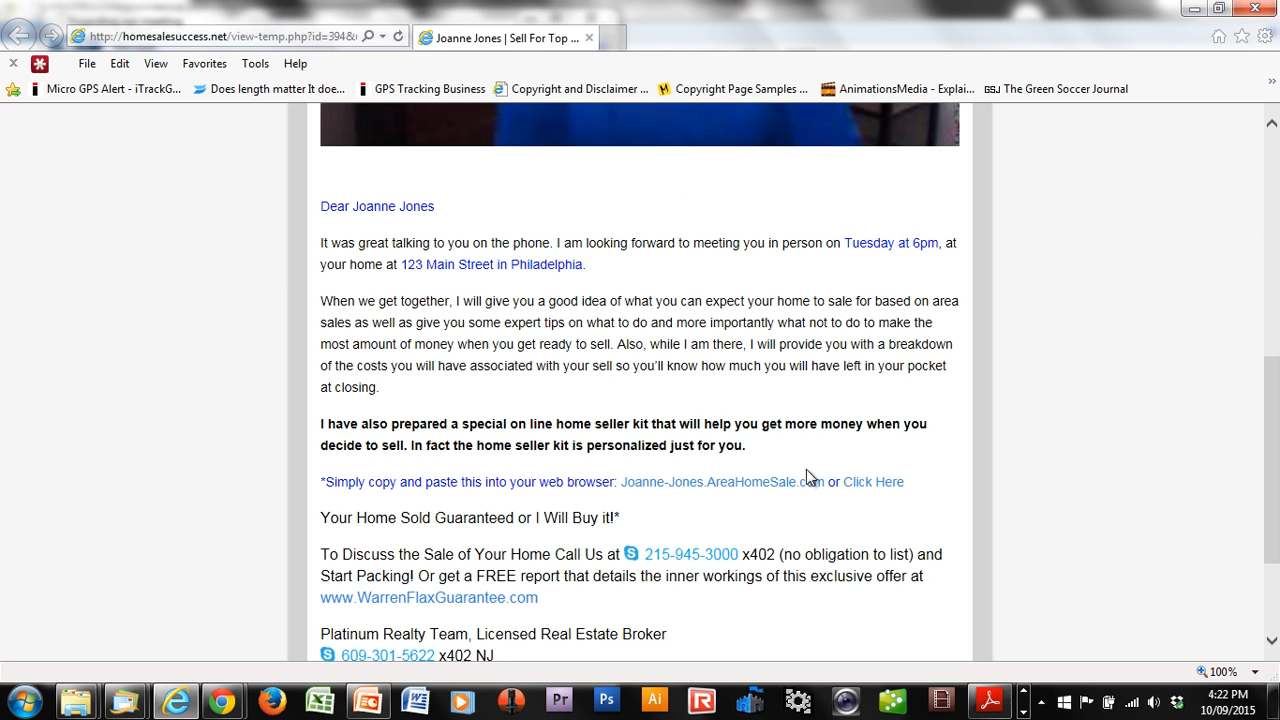 http://homesalesuccess.net/view-temp.php?id=394&
Joanne Jones | Sell For Top ...
File Edit View Favorites Tools Help
Micro GPS Alert - iTrackG... Does length matter It doe... GPS Tracking Business Copyright and Disclaimer ... Copyright Page Samples ... AnimationsMedia - Explai... GSJ The Green Soccer Journal
Dear Joanne Jones
It was great talking to you on the phone. I am looking forward to meeting you in person on Tuesday at 6pm, at
your home at 123 Main Street in Philadelphia.
When we get together, I will give you a good idea of what you can expect your home to sale for based on area
sales as well as give you some expert tips on what to do and more importantly what not to do to make the
most amount of money when you get ready to sell. Also, while I am there, I will provide you with a breakdown
of the costs you will have associated with your sell so you'll know how much you will have left in your pocket
at closing.
I have also prepared a special on line home seller kit that will help you get more money when you
decide to sell. In fact the home seller kit is personalized just for you.
*Simply copy and paste this into your web browser: Joanne-Jones.AreaHomeSale.com or Click Here
Your Home Sold Guaranteed or I Will Buy it!*
To Discuss the Sale of Your Home Call Us at 215-945-3000 x402 (no obligation to list) and
Start Packing! Or get a FREE report that details the inner workings of this exclusive offer at
www.WarrenFlaxGuarantee.com
Platinum Realty Team, Licensed Real Estate Broker
609-301-5622 x402 NJ
100%
Pr Ps Ai R
4:22 PM
10/09/2015